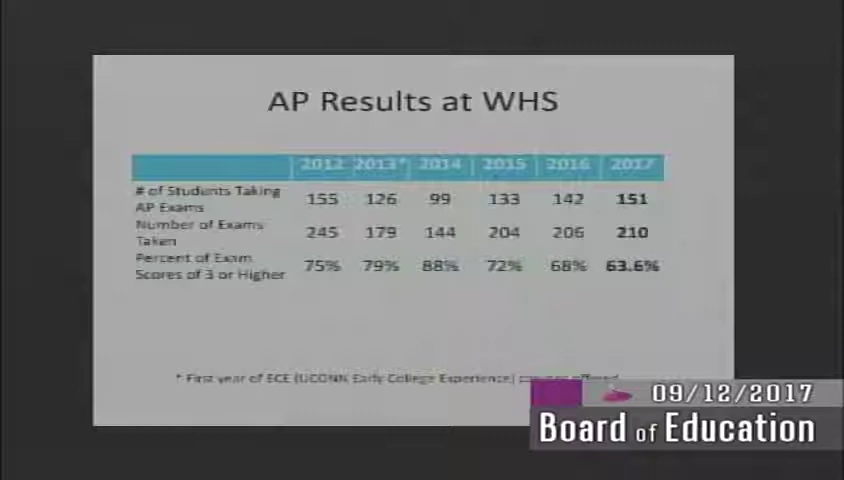 AP Results at WHS
2012 2013* 2014 2015 2016 2017
# of Students Taking
AP Exams 155 126 99 133 142 151
Number of Exams
Taken 245 179 144 204 206 210
Percent of Exam
Scores of 3 or Higher 75% 79% 88% 72% 68% 63.6%
* First year of ECE (UCONN Early College Experience)
09/12/2017
Board of Education